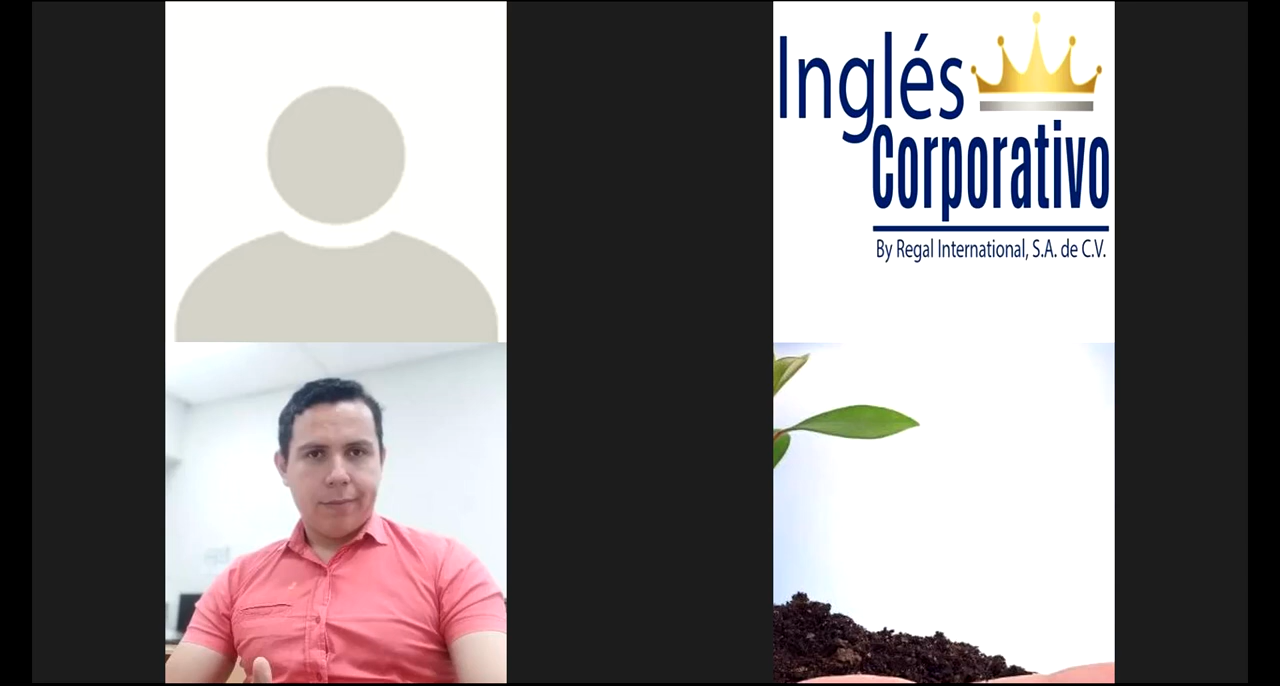 Inglés
Corporativo
By Regal International, S.A. de C.V.